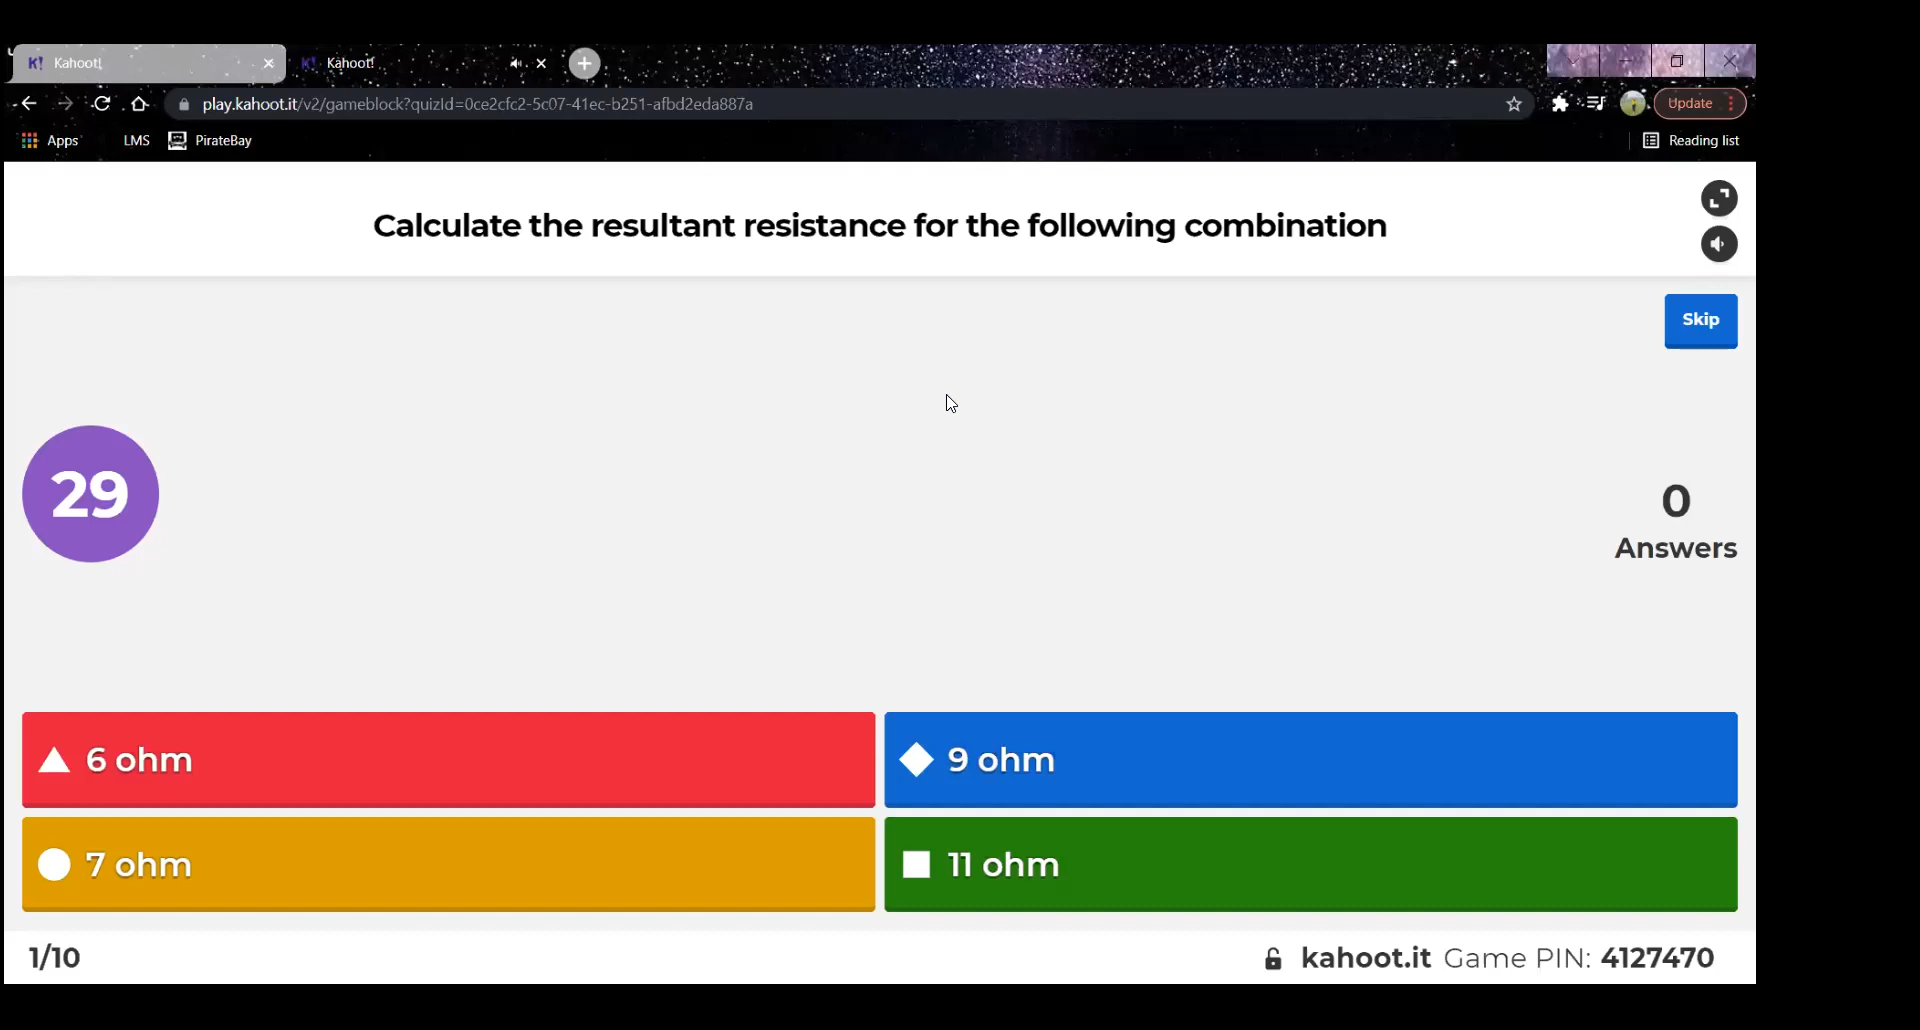 Kahoot!
Kahoot!
play.kahoot.it/v2/gameblock?quizId=0ce2cfc2-5c07-41ec-b251-afbd2eda887a
Update
Apps
LMS
PirateBay
Reading list
Calculate the resultant resistance for the following combination
Skip
29
0
Answers
6 ohm
9 ohm
7 ohm
11 ohm
1/10
kahoot.it Game PIN: 4127470